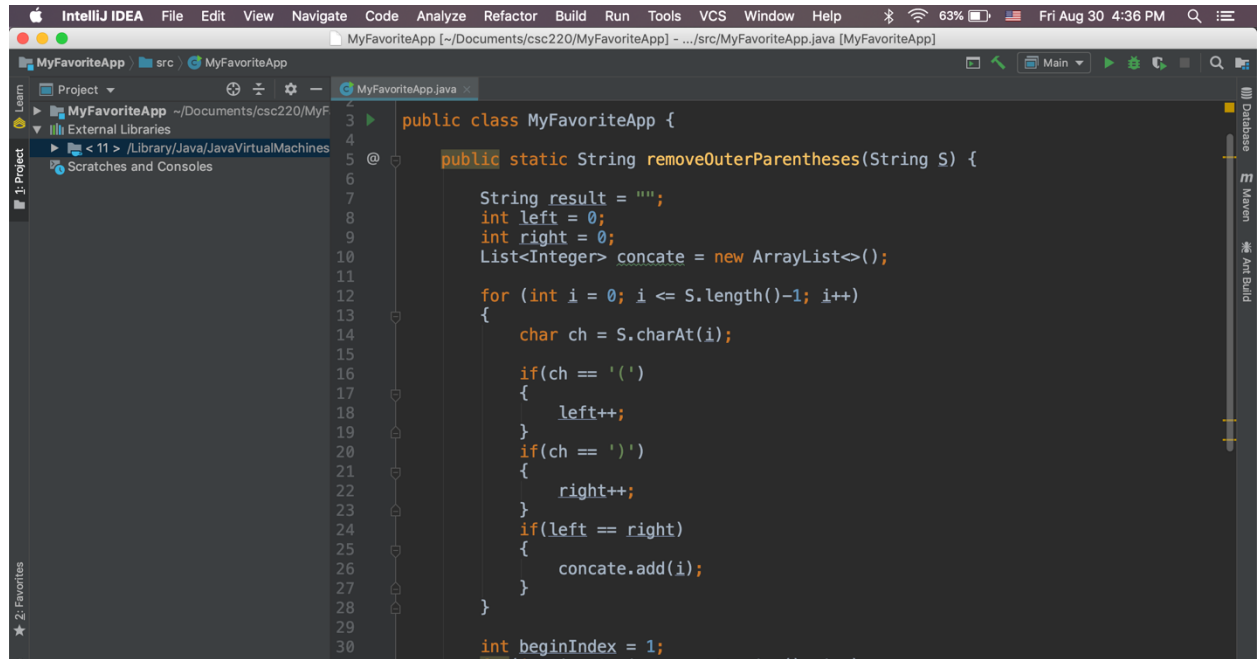 IntelliJ IDEA File Edit View Navigate Code Analyze Refactor Build Run Tools VCS Window Help 63% Fri Aug 30 4:36 PM
MyFavoriteApp [~/Documents/csc220/MyFavoriteApp] - .../src/MyFavoriteApp.java [MyFavoriteApp]
MyFavoriteApp src MyFavoriteApp Main
Project
MyFavoriteApp ~/Documents/csc220/MyF
External Libraries
< 11 > /Library/Java/JavaVirtualMachines
Scratches and Consoles
Learn
1: Project
2: Favorites
MyFavoriteApp.java
2
3 public class MyFavoriteApp {
4
5 @ public static String removeOuterParentheses(String S) {
6
7 String result = "";
8 int left = 0;
9 int right = 0;
10 List<Integer> concate = new ArrayList<>();
11
12 for (int i = 0; i <= S.length()-1; i++)
13 {
14 char ch = S.charAt(i);
15
16 if(ch == '(')
17 {
18 left++;
19 }
20 if(ch == ')')
21 {
22 right++;
23 }
24 if(left == right)
25 {
26 concate.add(i);
27 }
28 }
29
30 int beginIndex = 1;
Database
m Maven
Ant Build